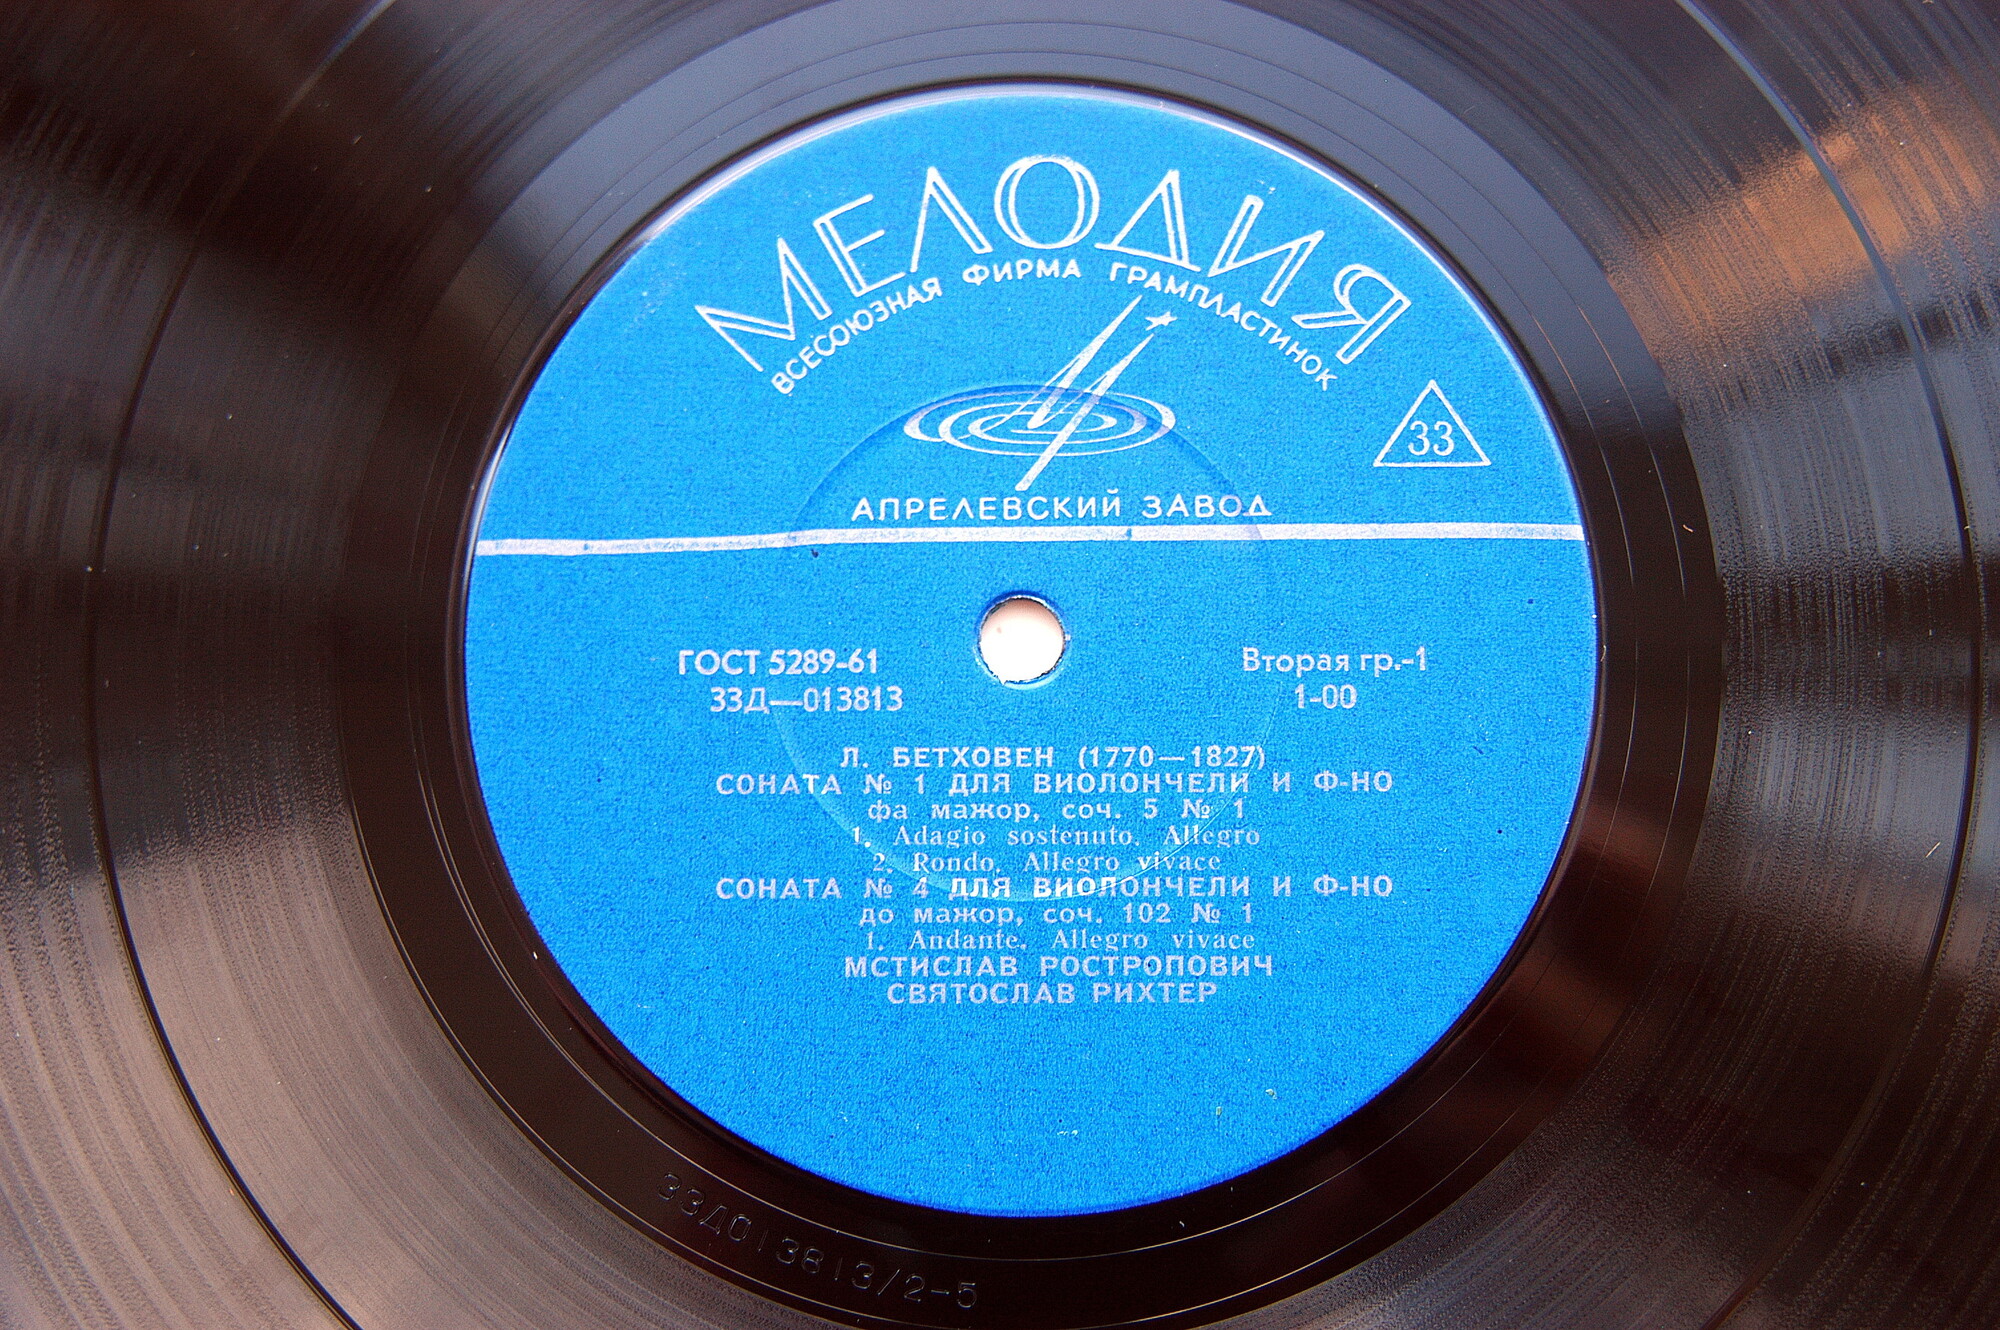 МЕЛОДИЯ
ВСЕСОЮЗНАЯ ФИРМА ГРАМПЛАСТИНОК
33
АПРЕЛЕВСКИЙ ЗАВОД
ГОСТ 5289-61
Вторая гр.-1
33Д—013813
1-00
Л. БЕТХОВЕН (1770—1827)
СОНАТА № 1 ДЛЯ ВИОЛОНЧЕЛИ И Ф-НО
фа мажор, соч. 5 № 1
1. Adagio sostenuto. Allegro
2. Rondo. Allegro vivace
СОНАТА № 4 ДЛЯ ВИОЛОНЧЕЛИ И Ф-НО
до мажор, соч. 102 № 1
1. Andante. Allegro vivace
МСТИСЛАВ РОСТРОПОВИЧ
СВЯТОСЛАВ РИХТЕР
33Д013813/2-5